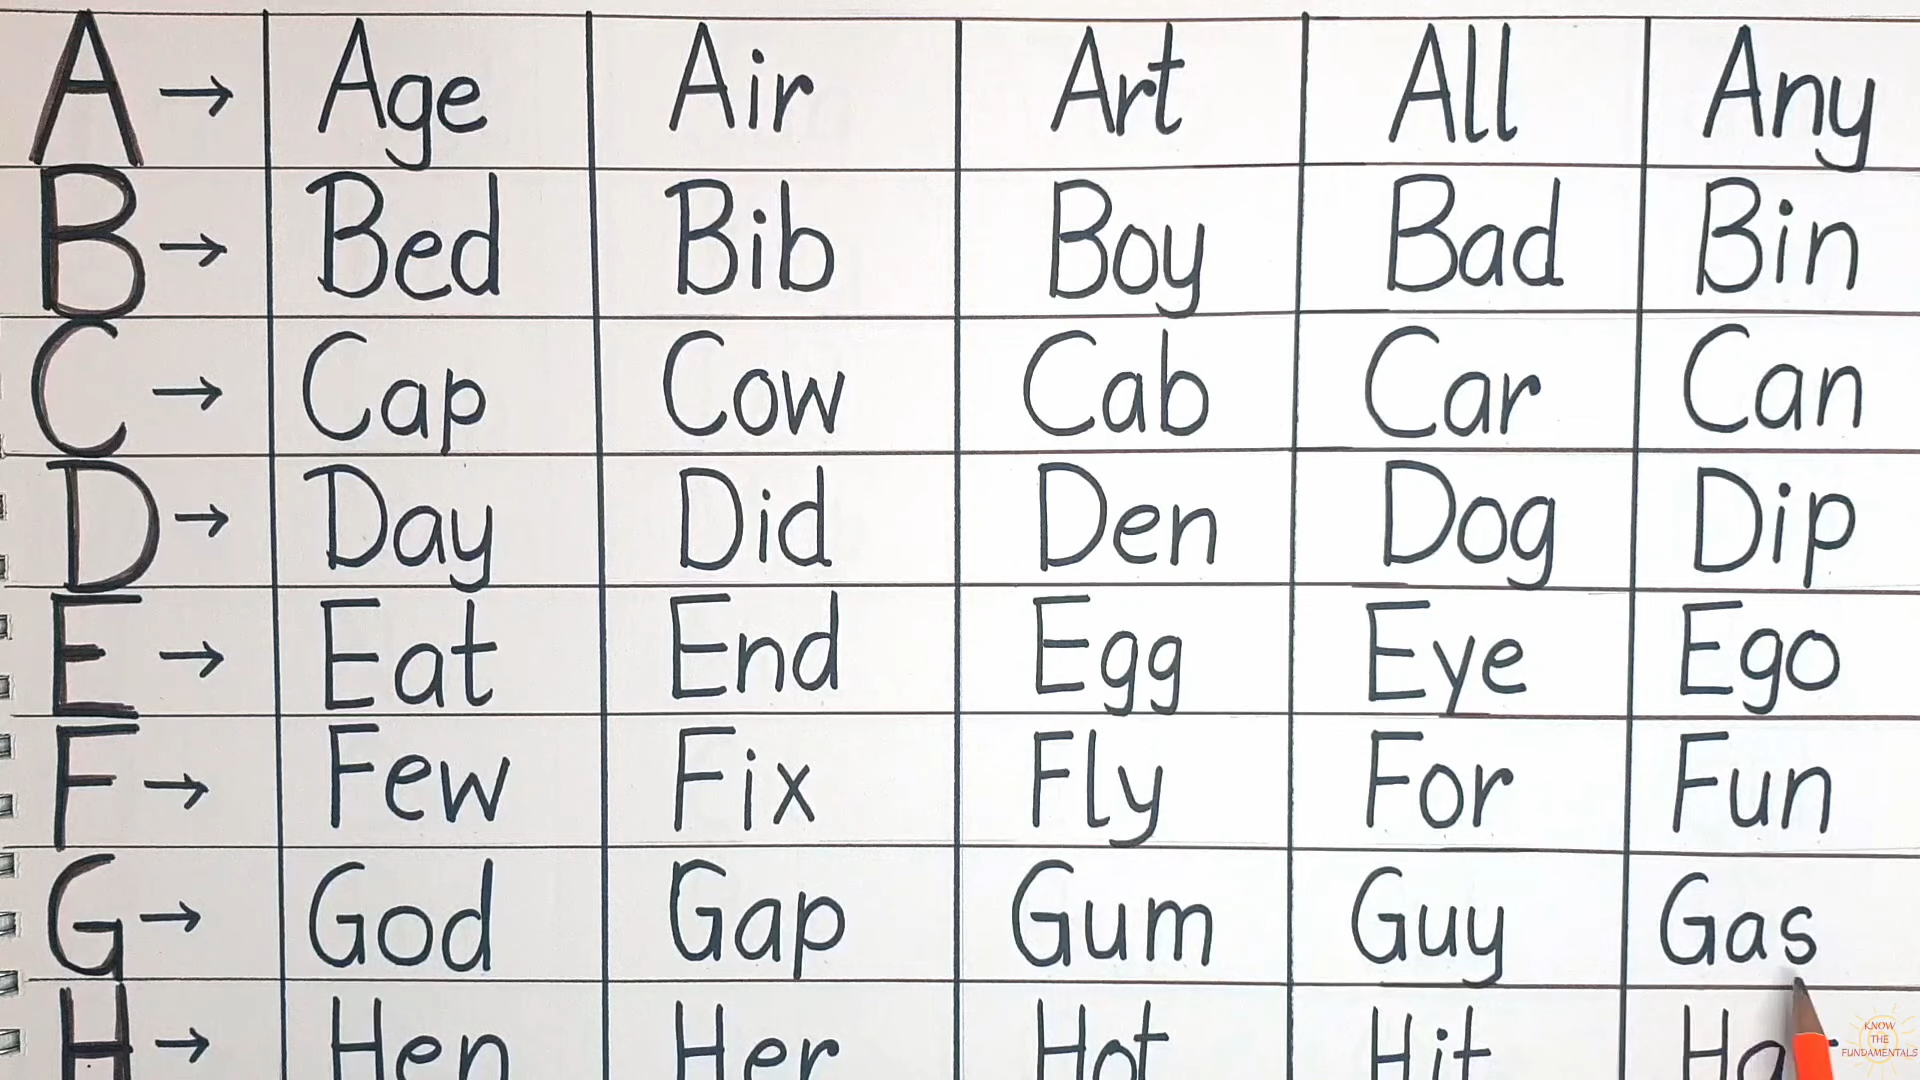 A → Age Air Art All Any
B → Bed Bib Boy Bad Bin
C → Cap Cow Cab Car Can
D → Day Did Den Dog Dip
E → Eat End Egg Eye Ego
F → Few Fix Fly For Fun
G → God Gap Gum Guy Gas
H → Hen Her Hot Hit
KNOW
THE
FUNDAMENTALS